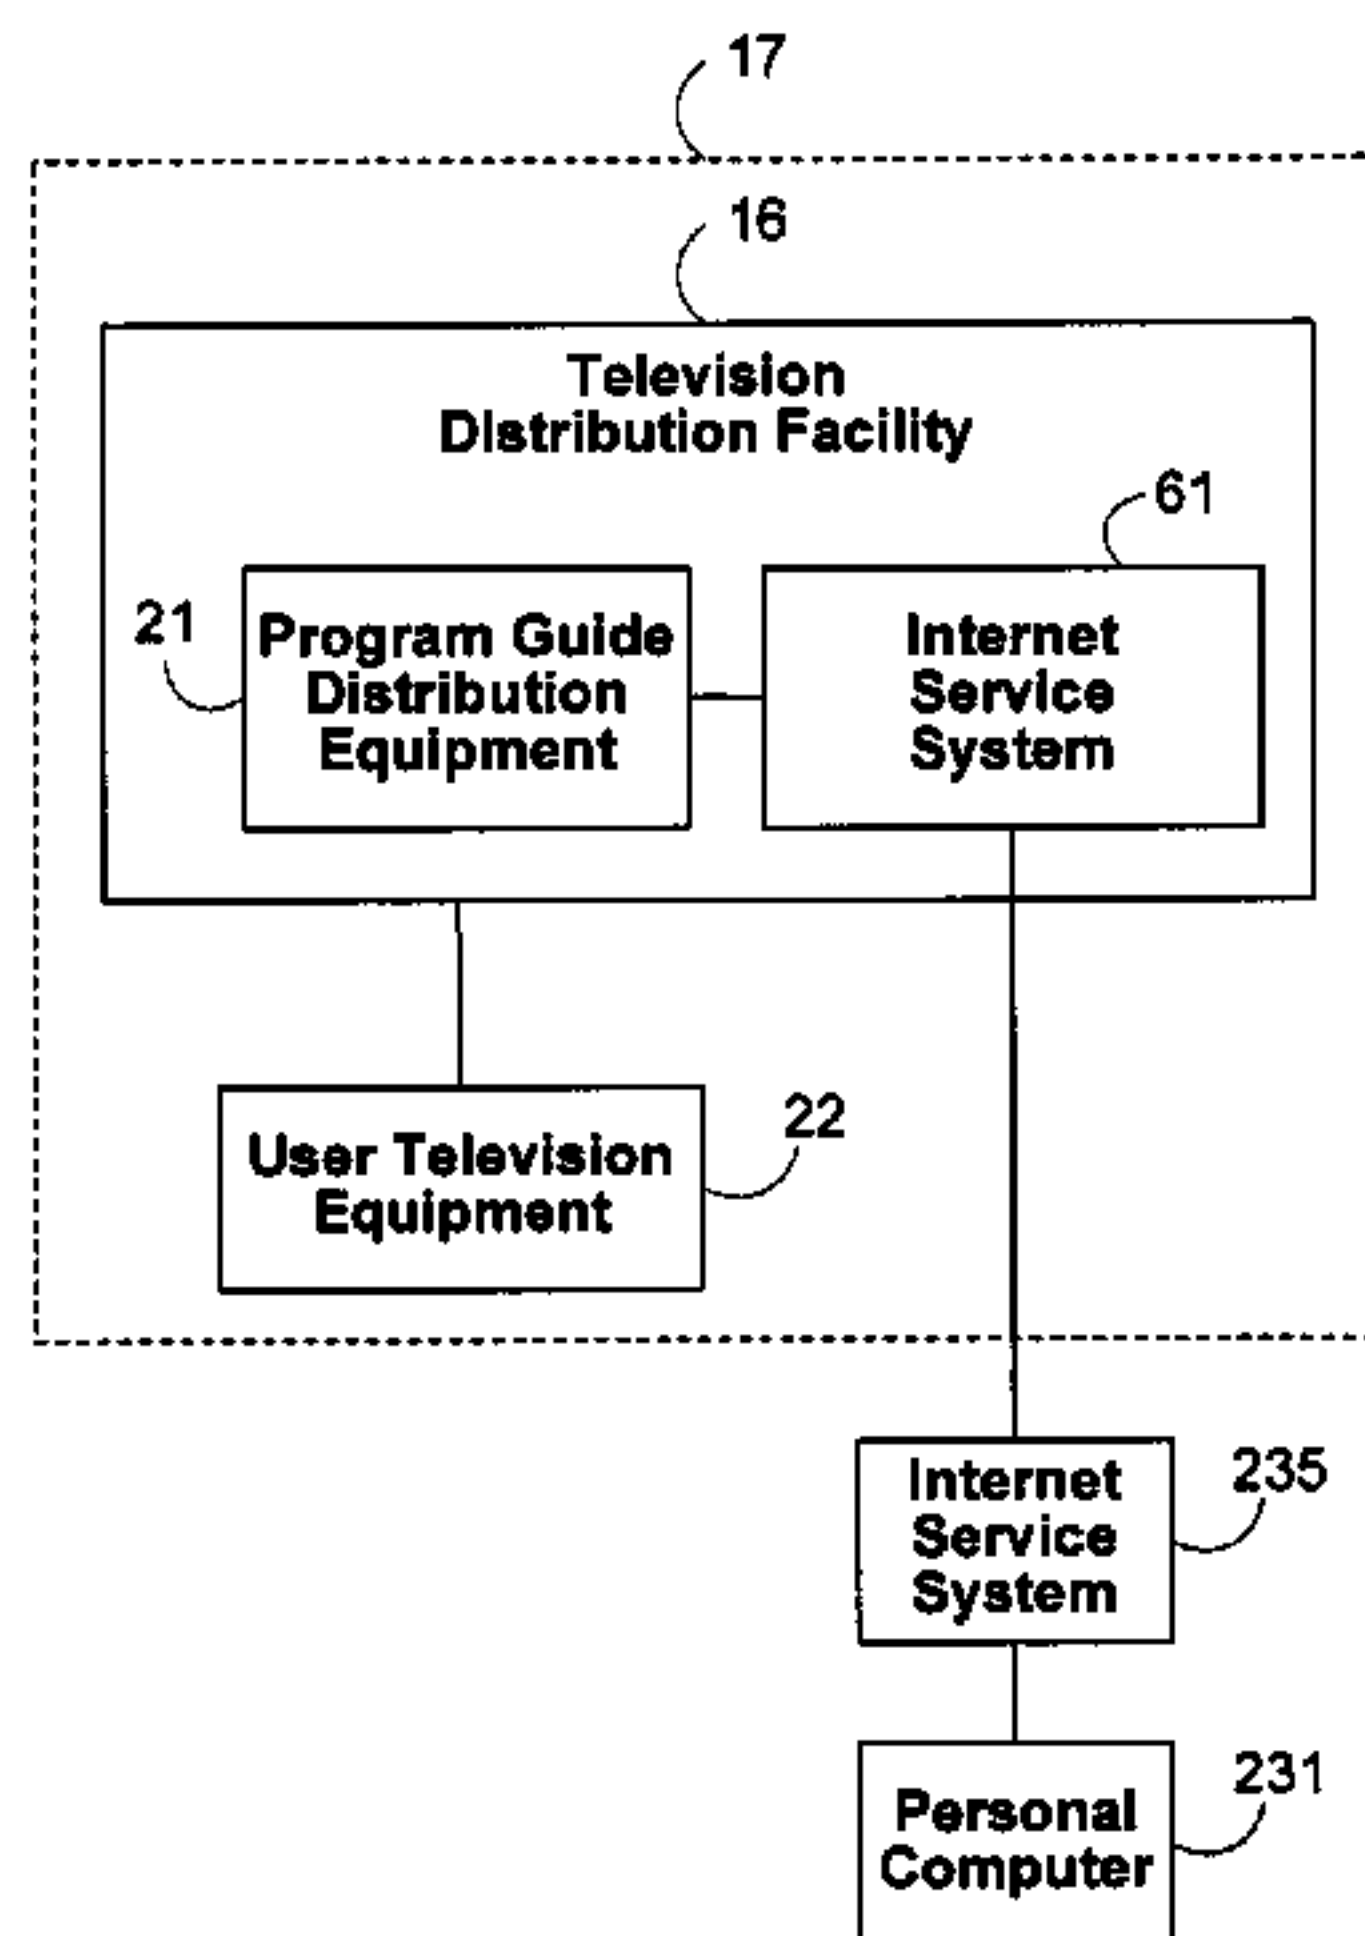 17
16
Television
Distribution Facility
61
21
Program Guide
Distribution
Equipment
Internet
Service
System
User Television
Equipment
22
Internet
Service
System
235
Personal
Computer
231